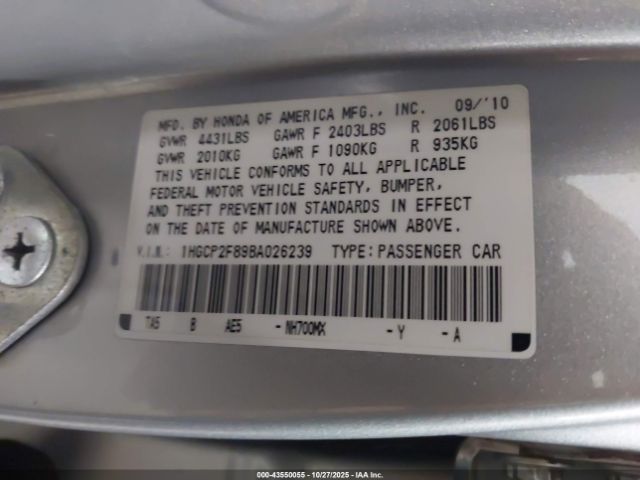 MFD. BY HONDA OF AMERICA MFG., INC. 09/'10
GVWR 4431LBS GAWR F 2403LBS R 2061LBS
GVWR 2010KG GAWR F 1090KG R 935KG
THIS VEHICLE CONFORMS TO ALL APPLICABLE
FEDERAL MOTOR VEHICLE SAFETY, BUMPER,
AND THEFT PREVENTION STANDARDS IN EFFECT
ON THE DATE OF MANUFACTURE SHOWN ABOVE.
V.I.N.: 1HGCP2F89BA026239 TYPE: PASSENGER CAR
TA5 B AE5 -NH700MX -Y -A
000-43550055 - 10/27/2025 - IAA Inc.